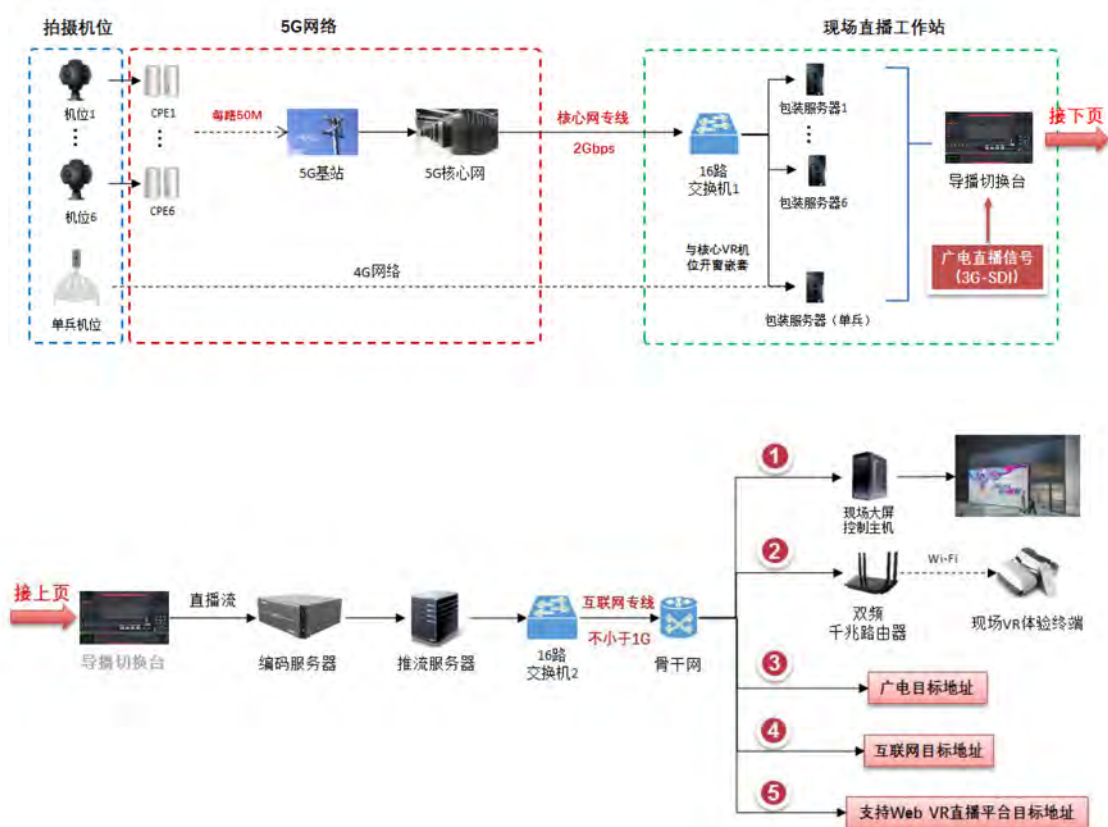 拍摄机位
5G网络
现场直播工作站
机位1
CPE1
每路50M
5G基站
5G核心网
核心网专线
2Gbps
16路
交换机1
包装服务器1
包装服务器6
导播切换台
接下页
机位6
CPE6
与核心VR机
位开窗嵌套
广电直播信号
(3G-SDI)
4G网络
单兵机位
包装服务器（单兵）
1
现场大屏
控制主机
2
Wi-Fi
双频
千兆路由器
现场VR体验终端
接上页
导播切换台
直播流
编码服务器
推流服务器
16路
交换机2
互联网专线
不小于1G
骨干网
3
广电目标地址
4
互联网目标地址
5
支持Web VR直播平台目标地址